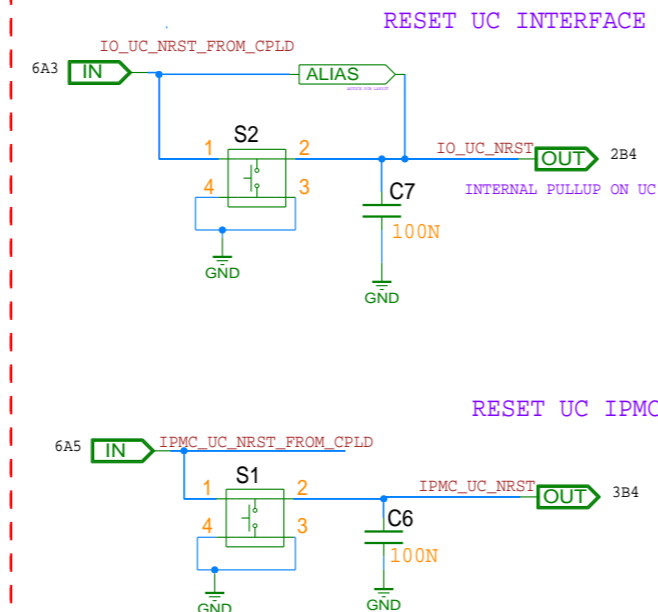 RESET UC INTERFACE
IO_UC_NRST_FROM_CPLD
6A3 IN ALIAS
S2
1 2 IO_UC_NRST OUT 2B4
4 3 C7 INTERNAL PULLUP ON UC
100N
GND
GND
RESET UC IPMC
6A5 IN IPMC_UC_NRST_FROM_CPLD
S1
1 2 IPMC_UC_NRST OUT 3B4
4 3 C6
100N
GND GND